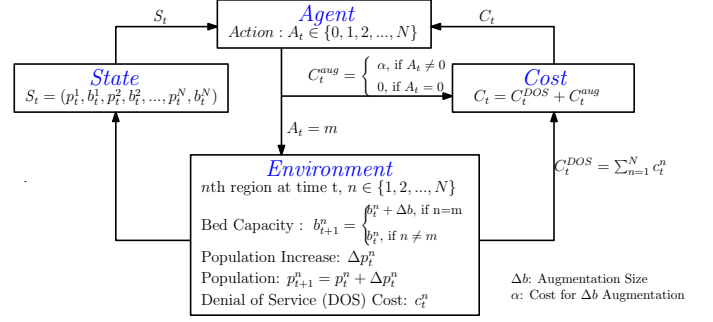 Agent
Action : A_t ∈ {0, 1, 2, ..., N}
S_t
C_t
State
S_t = (p_t^1, b_t^1, p_t^2, b_t^2, ..., p_t^N, b_t^N)
C_t^{aug} = { α, if A_t ≠ 0
0, if A_t = 0
Cost
C_t = C_t^{DOS} + C_t^{aug}
A_t = m
Environment
nth region at time t, n ∈ {1, 2, ..., N}
Bed Capacity : b_{t+1}^n = { b_t^n + Δb, if n=m
b_t^n, if n ≠ m
Population Increase: Δp_t^n
Population: p_{t+1}^n = p_t^n + Δp_t^n
Denial of Service (DOS) Cost: c_t^n
C_t^{DOS} = ∑_{n=1}^N c_t^n
Δb: Augmentation Size
α: Cost for Δb Augmentation